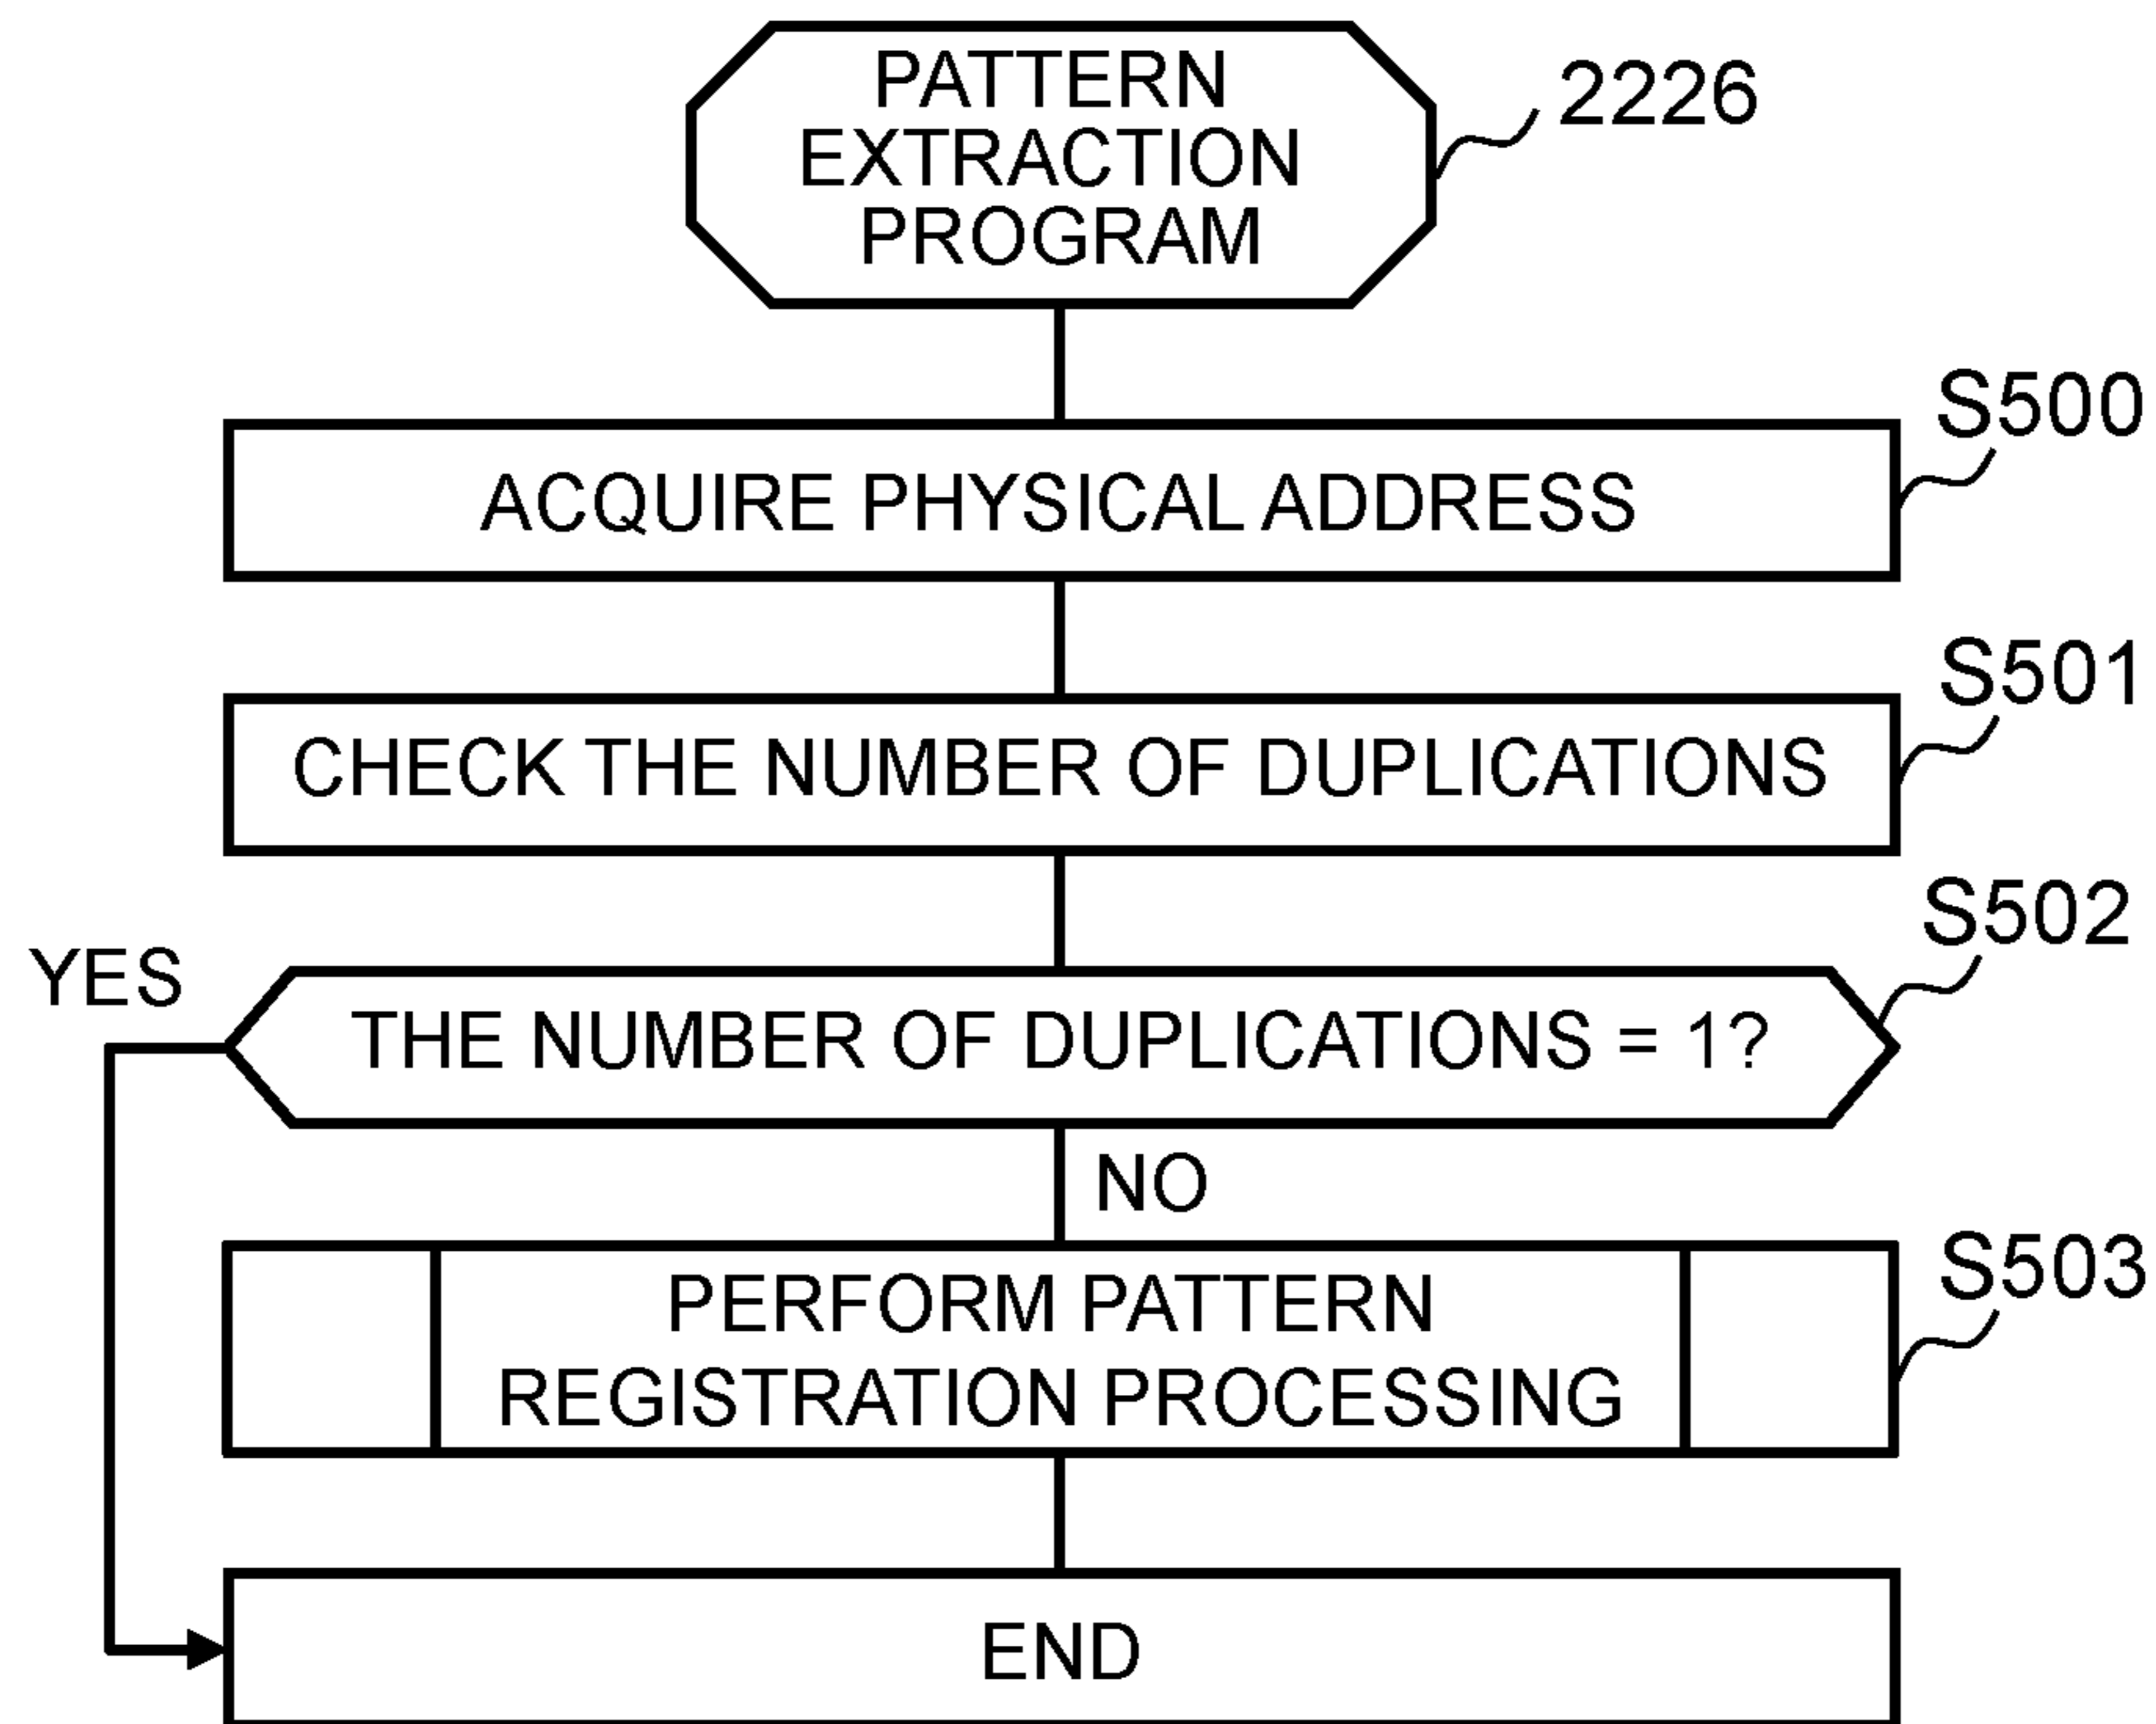 PATTERN
EXTRACTION
PROGRAM
2226
S500
ACQUIRE PHYSICAL ADDRESS
S501
CHECK THE NUMBER OF DUPLICATIONS
S502
YES
THE NUMBER OF DUPLICATIONS = 1?
NO
S503
PERFORM PATTERN
REGISTRATION PROCESSING
END